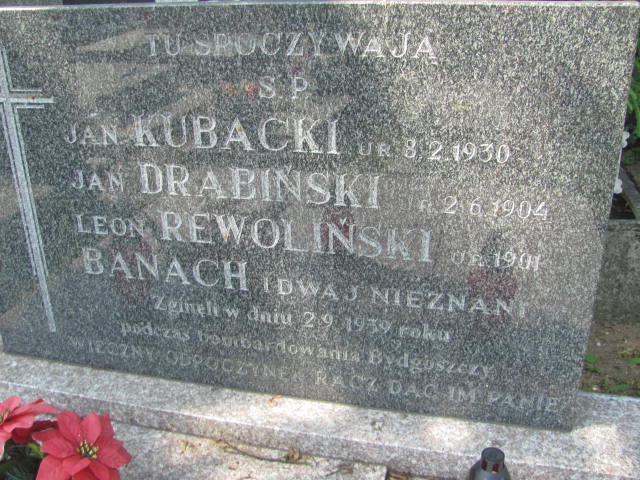 TU SPOCZYWAJĄ
Ś P
JAN KUBACKI UR 8.2.1930
JAN DRABIŃSKI UR 2.6.1904
LEON REWOLIŃSKI UR. 1901
BANACH I DWAJ NIEZNANI
Zgineli w dniu 2.9.1939 roku
podczas bombardowania Bydgoszczy
WIECZNY ODPOCZYNEK RACZ DAĆ IM PANIE